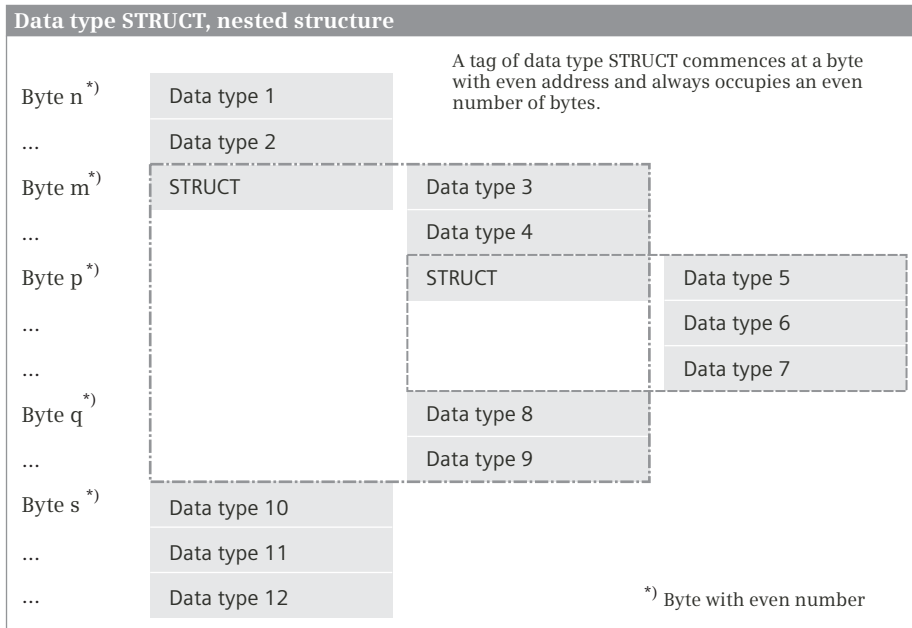 Data type STRUCT, nested structure
A tag of data type STRUCT commences at a byte
with even address and always occupies an even
number of bytes.
Byte n *) Data type 1
... Data type 2
Byte m *) STRUCT Data type 3
... Data type 4
Byte p *) STRUCT Data type 5
... Data type 6
... Data type 7
Byte q *) Data type 8
... Data type 9
Byte s *) Data type 10
... Data type 11
... Data type 12
*) Byte with even number